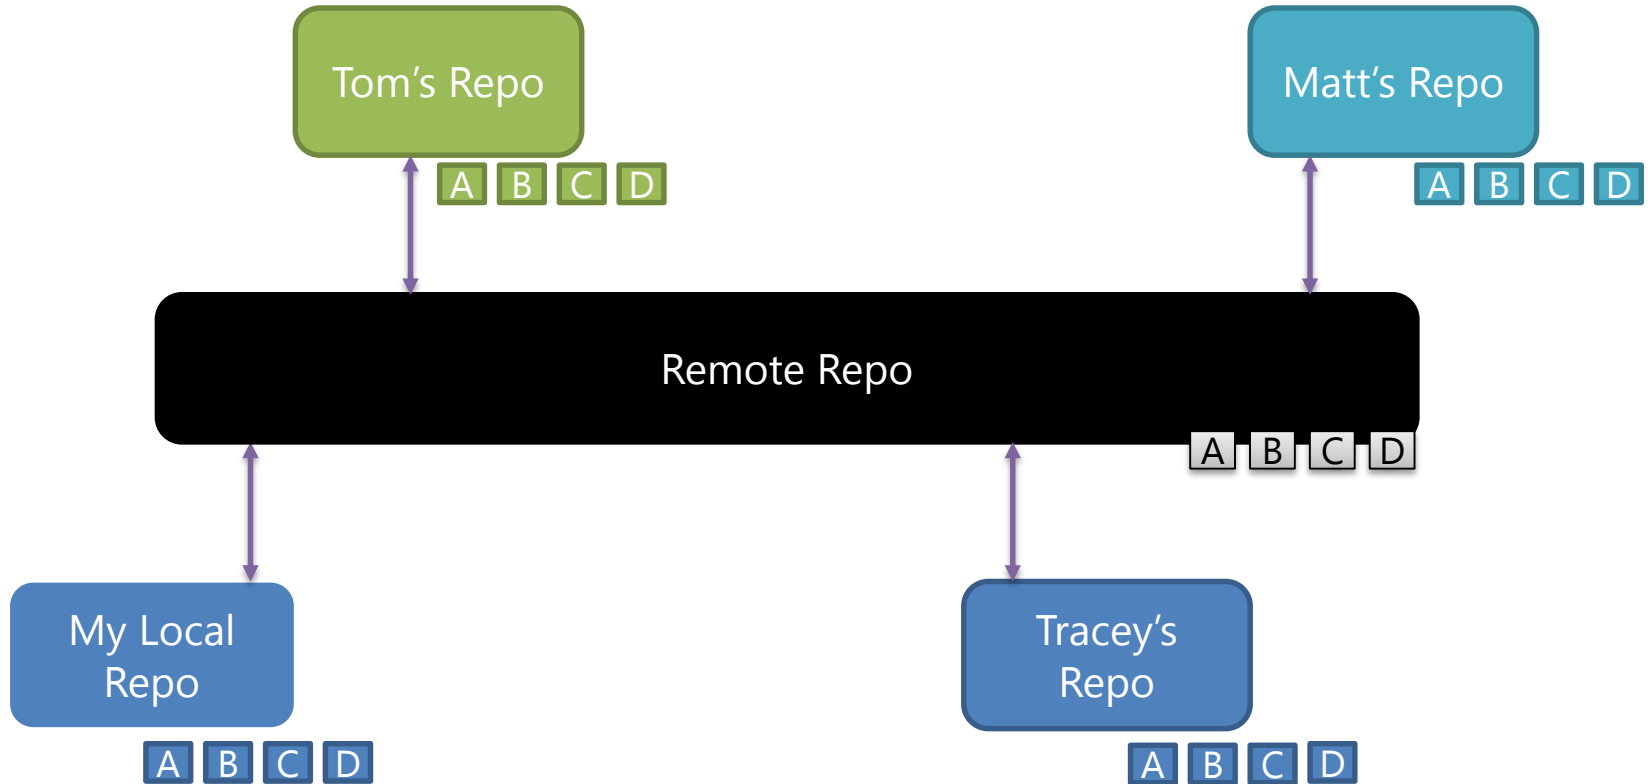 Tom’s Repo
Matt’s Repo
A B C D
A B C D
Remote Repo
A B C D
My Local
Repo
Tracey’s
Repo
A B C D
A B C D